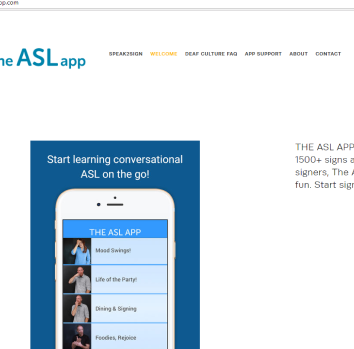 pp.com
he ASL app
SPEAK2SIGN WELCOME DEAF CULTURE FAQ APP SUPPORT ABOUT CONTACT
Start learning conversational
ASL on the go!
THE ASL APP
Mood Swings!
Life of the Party!
Dining & Signing
Foodies, Rejoice
THE ASL APP
1500+ signs a
signers, The A
fun. Start sign